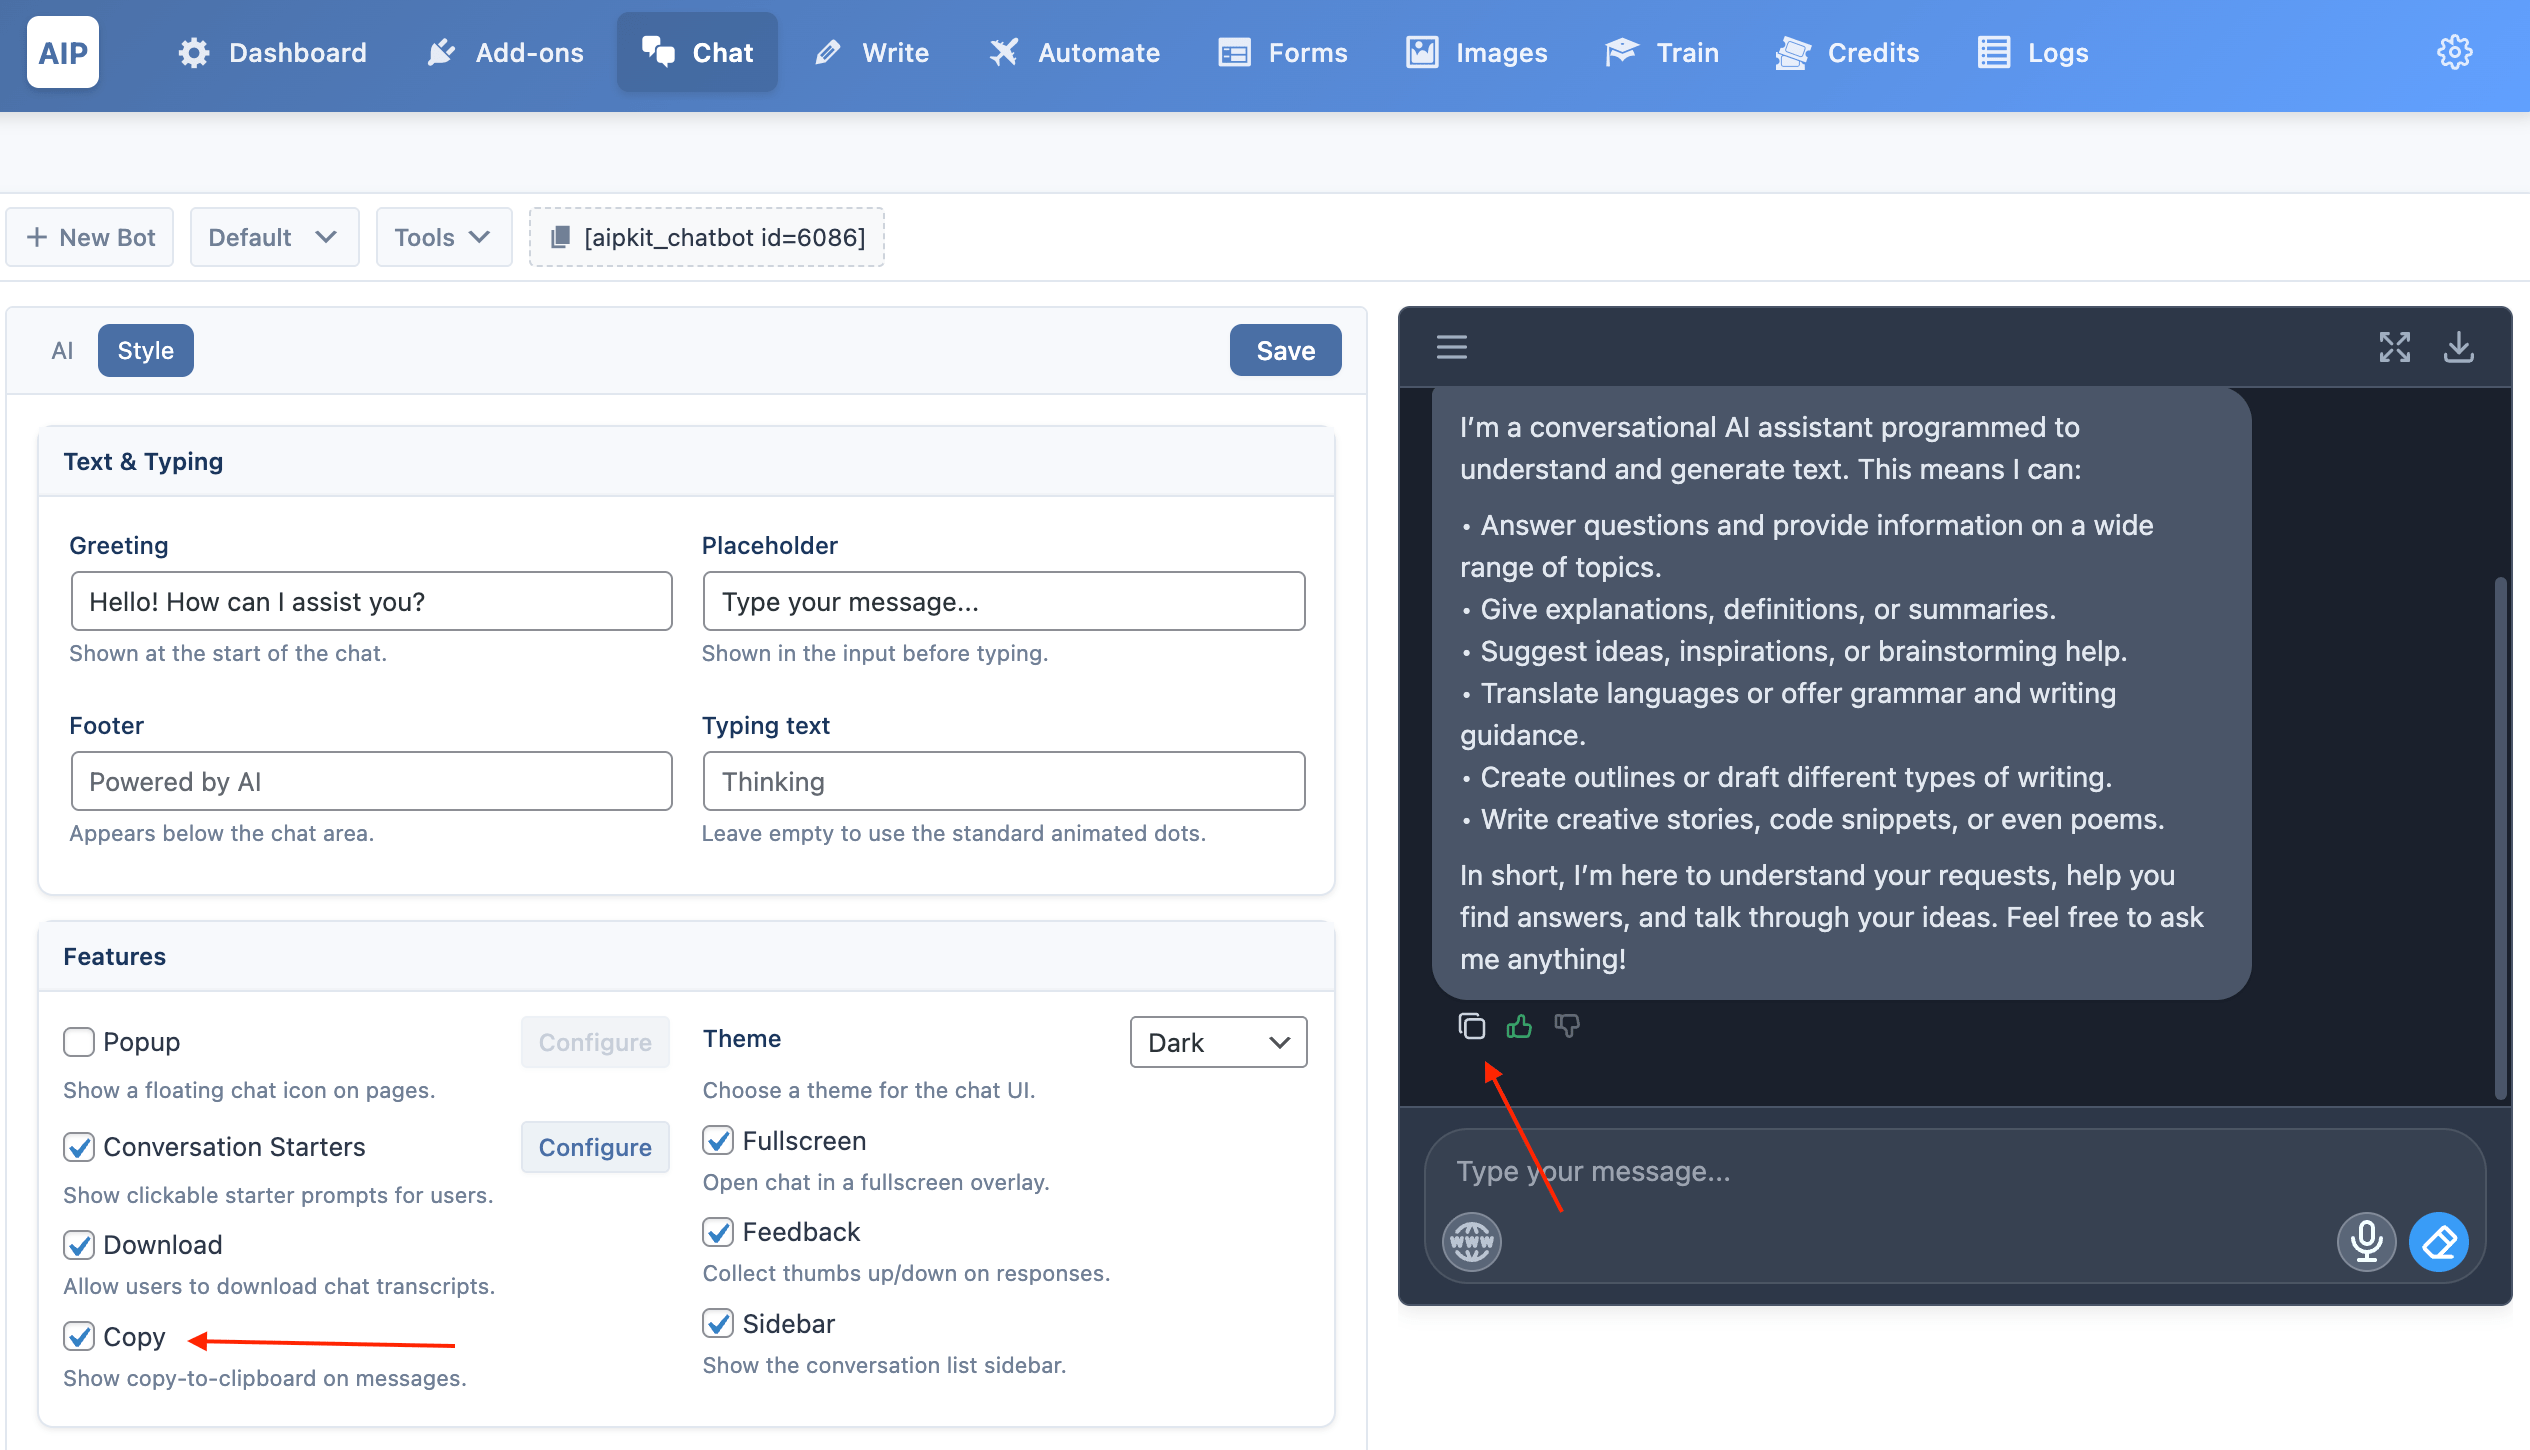 AIP
Dashboard
Add-ons
Chat
Write
Automate
Forms
Images
Train
Credits
Logs
+ New Bot
Default
Tools
[aipkit_chatbot id=6086]
AI
Style
Save
Text & Typing
Greeting
Hello! How can I assist you?
Shown at the start of the chat.
Placeholder
Type your message...
Shown in the input before typing.
Footer
Powered by AI
Appears below the chat area.
Typing text
Thinking
Leave empty to use the standard animated dots.
Features
Popup
Configure
Show a floating chat icon on pages.
Conversation Starters
Configure
Show clickable starter prompts for users.
Download
Allow users to download chat transcripts.
Copy
Show copy-to-clipboard on messages.
Theme
Dark
Choose a theme for the chat UI.
Fullscreen
Open chat in a fullscreen overlay.
Feedback
Collect thumbs up/down on responses.
Sidebar
Show the conversation list sidebar.
I’m a conversational AI assistant programmed to
understand and generate text. This means I can:
• Answer questions and provide information on a wide
range of topics.
• Give explanations, definitions, or summaries.
• Suggest ideas, inspirations, or brainstorming help.
• Translate languages or offer grammar and writing
guidance.
• Create outlines or draft different types of writing.
• Write creative stories, code snippets, or even poems.
In short, I’m here to understand your requests, help you
find answers, and talk through your ideas. Feel free to ask
me anything!
Type your message...
WWW